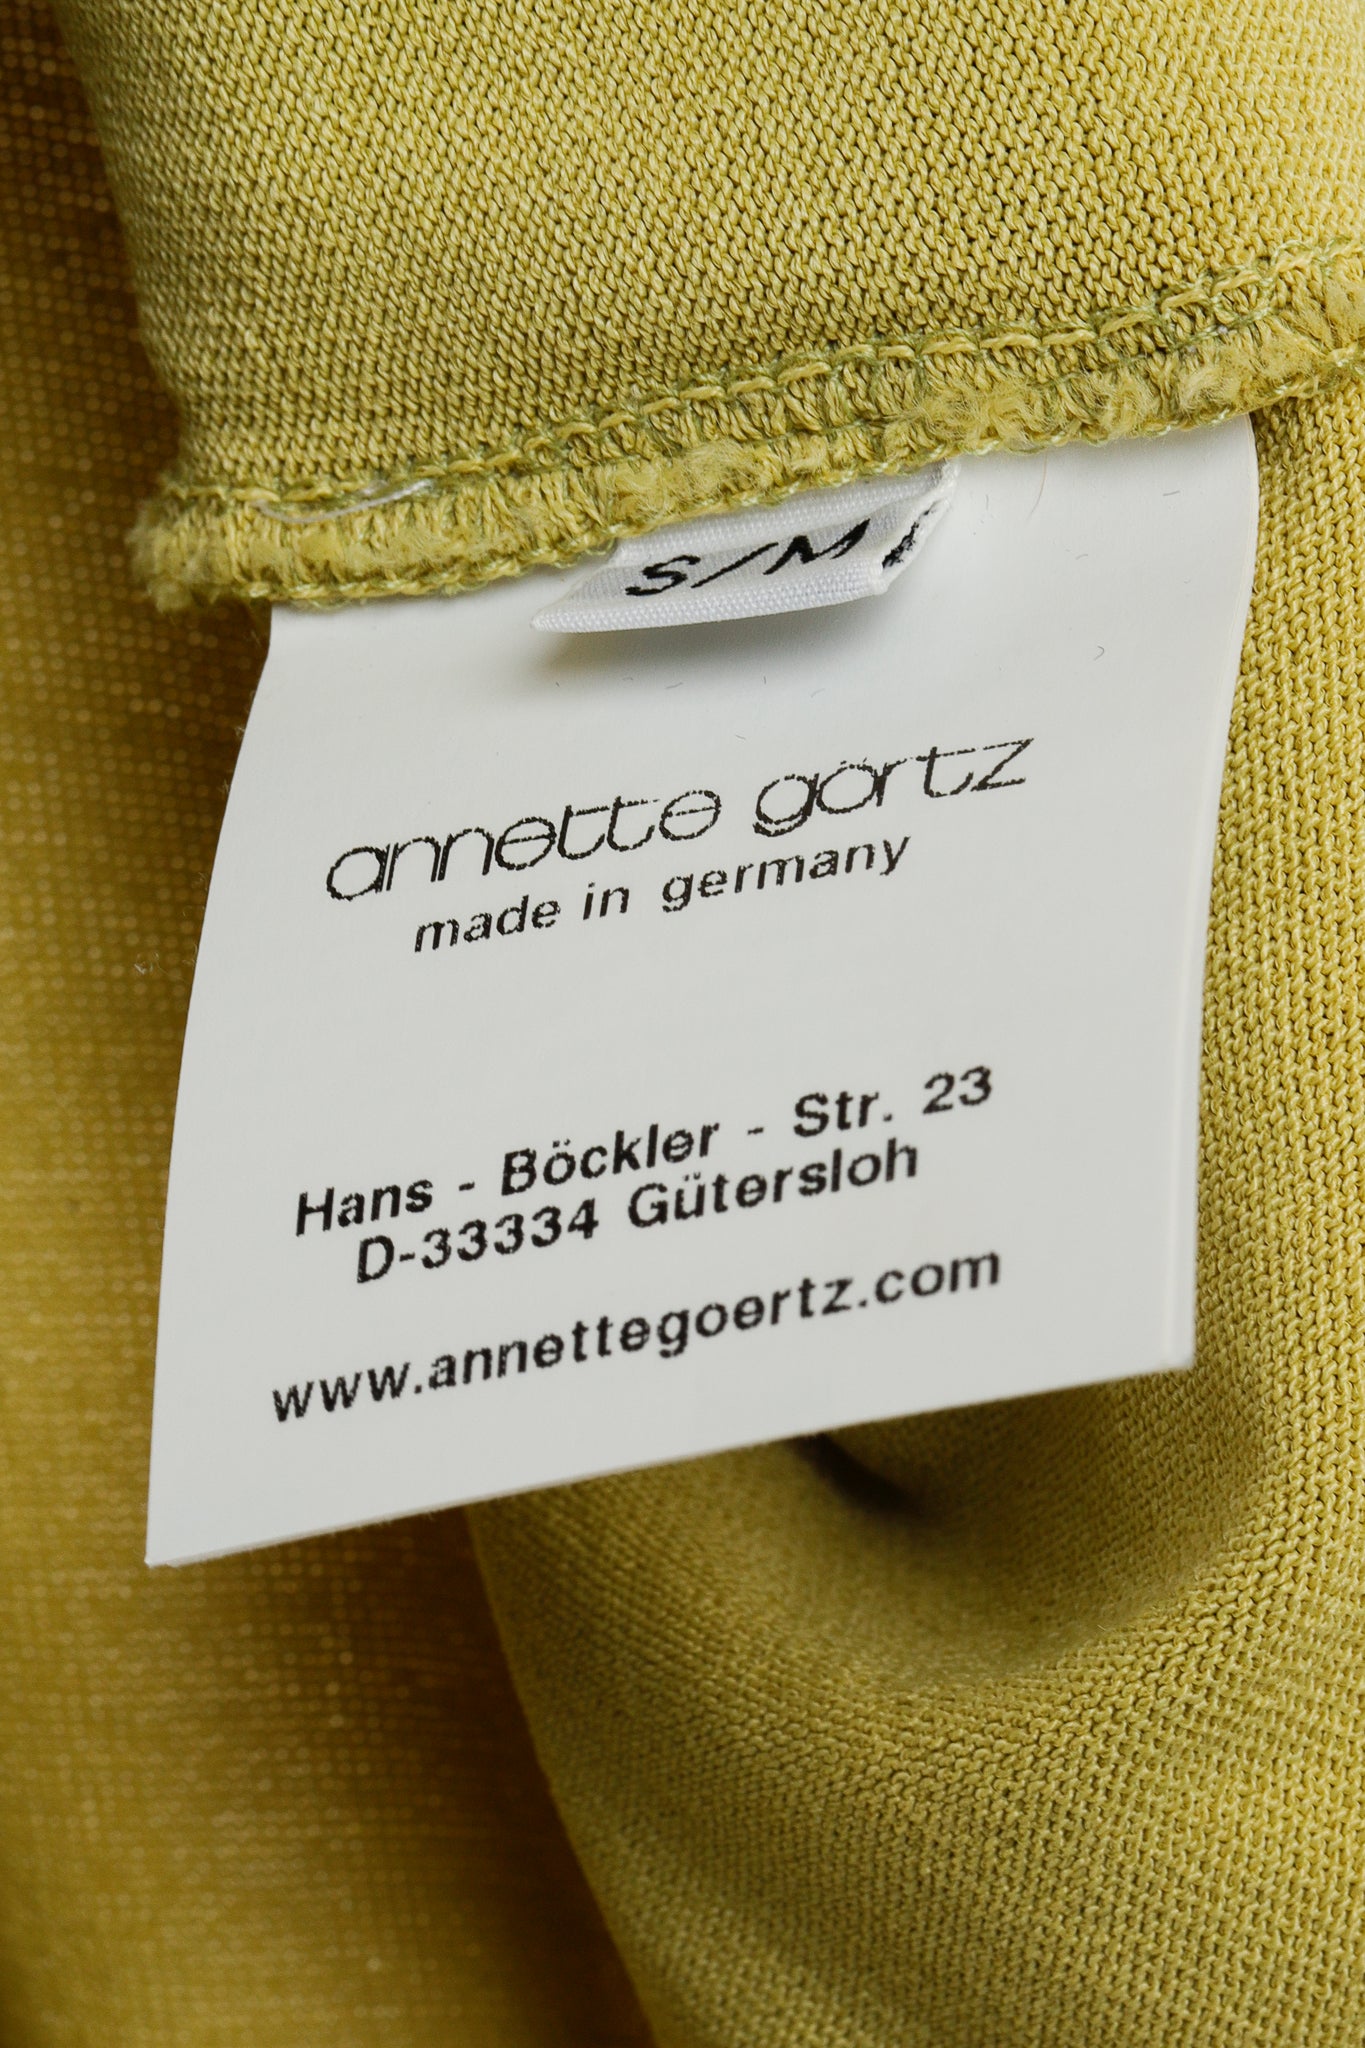 S/M
annette görtz
made in germany
Hans - Böckler - Str. 23
D-33334 Gütersloh
www.annettegoertz.com